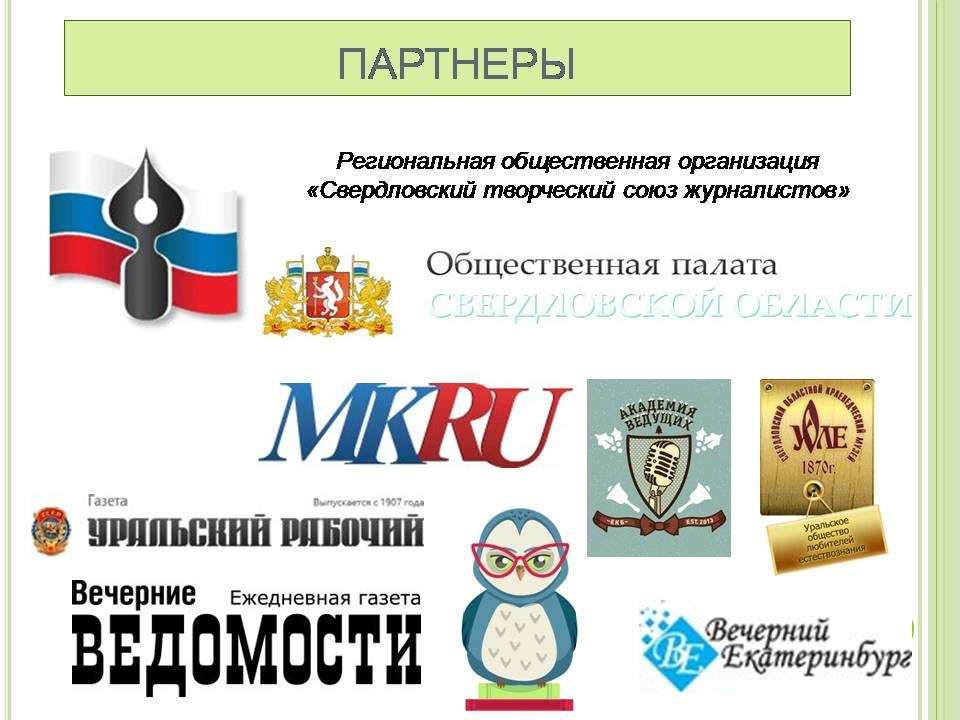 ПАРТНЕРЫ
Региональная общественная организация
«Свердловский творческий союз журналистов»
Общественная палата
СВЕРДЛОВСКОЙ ОБЛАСТИ
MKRU
АКАДЕМИЯ
ВЕДУЩИХ
ЕКБ
EST.2013
СВЕРДЛОВСКИЙ ОБЛАСТНОЙ КРАЕВЕДЧЕСКИЙ МУЗЕЙ
УОЛЕ
1870г.
Уральское
общество
любителей
естествознания
Газета
Выпускается с 1907 года
УРАЛЬСКИЙ РАБОЧИЙ
Вечерние
Ежедневная газета
ВЕДОМОСТИ
ВЕ
Вечерний
Екатеринбург